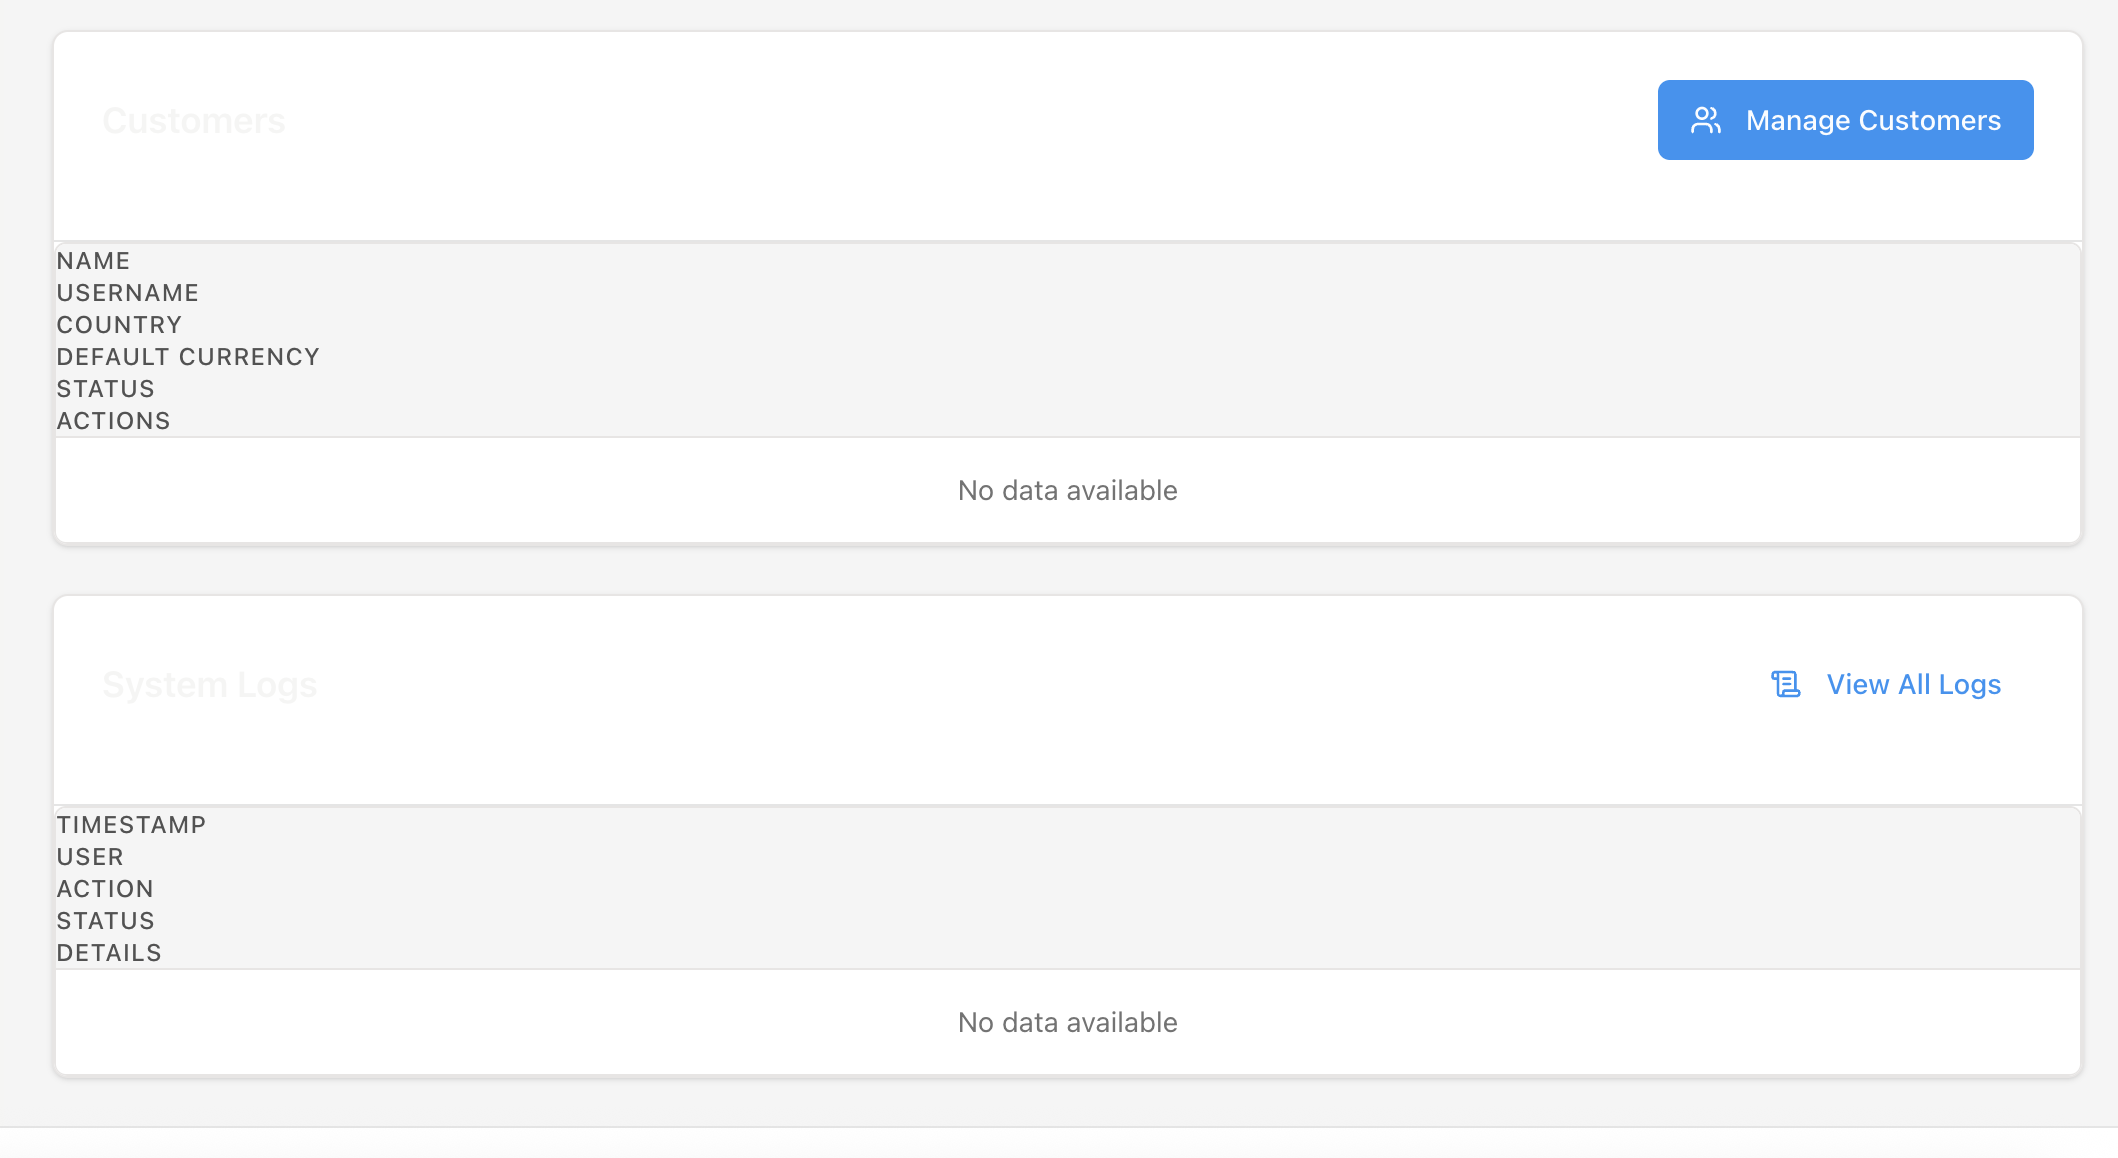 Customers
Manage Customers
NAME
USERNAME
COUNTRY
DEFAULT CURRENCY
STATUS
ACTIONS
No data available
System Logs
View All Logs
TIMESTAMP
USER
ACTION
STATUS
DETAILS
No data available